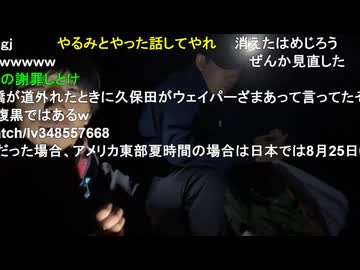 gj
やるみとやった話してやれ
消えたはめじろう
wwwww
ぜんか見直した
の謝罪しとけ
橋が道外れたときに久保田がウェイパーざまあって言ってたそ
腹黒ではあるw
atch/lv348557668
だった場合、アメリカ東部夏時間の場合は日本では8月25日